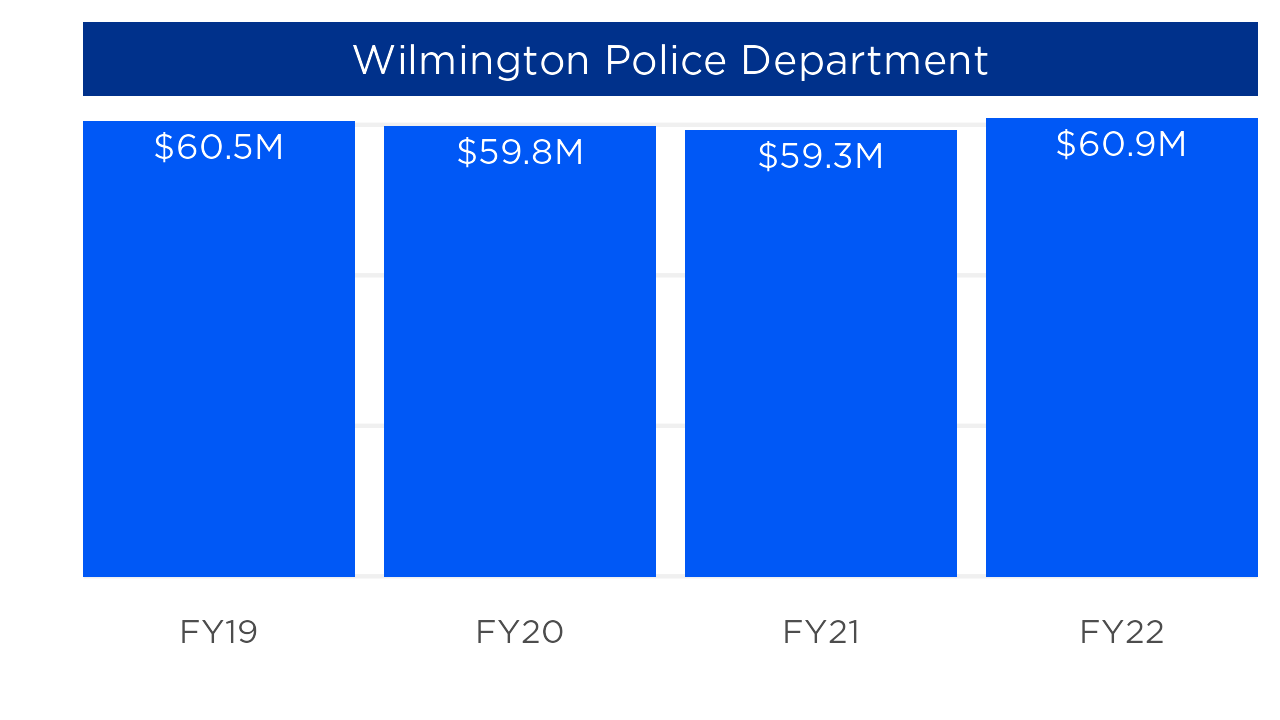 Wilmington Police Department
$60.5M
$59.8M
$59.3M
$60.9M
FY19
FY20
FY21
FY22